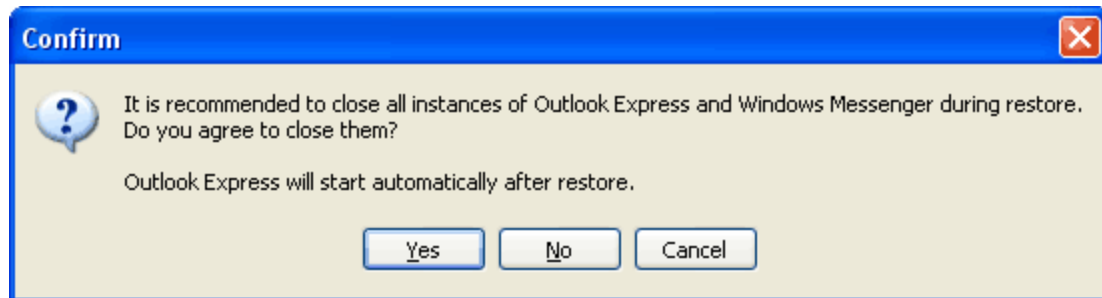 Confirm
It is recommended to close all instances of Outlook Express and Windows Messenger during restore.
Do you agree to close them?
Outlook Express will start automatically after restore.
Yes No Cancel